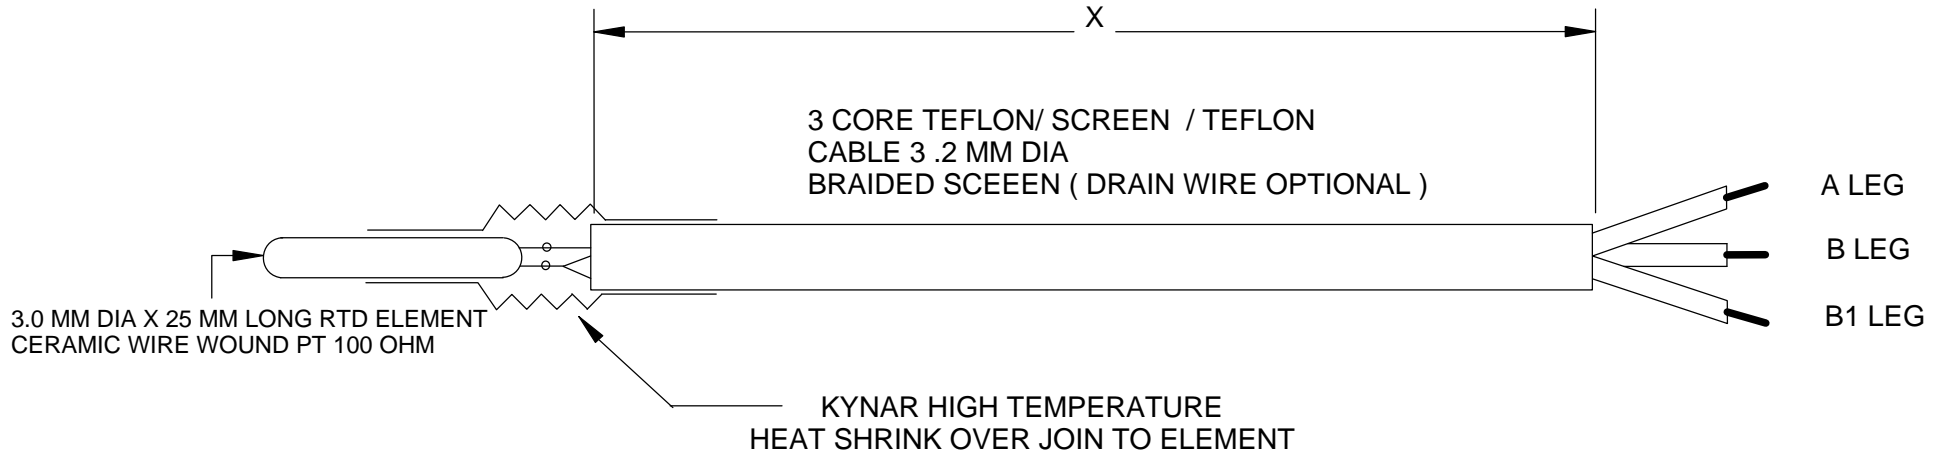 X
3 CORE TEFLON/ SCREEN / TEFLON
CABLE 3 .2 MM DIA
BRAIDED SCEEEN ( DRAIN WIRE OPTIONAL )
A LEG
B LEG
B1 LEG
3.0 MM DIA X 25 MM LONG RTD ELEMENT
CERAMIC WIRE WOUND PT 100 OHM
KYNAR HIGH TEMPERATURE
HEAT SHRINK OVER JOIN TO ELEMENT